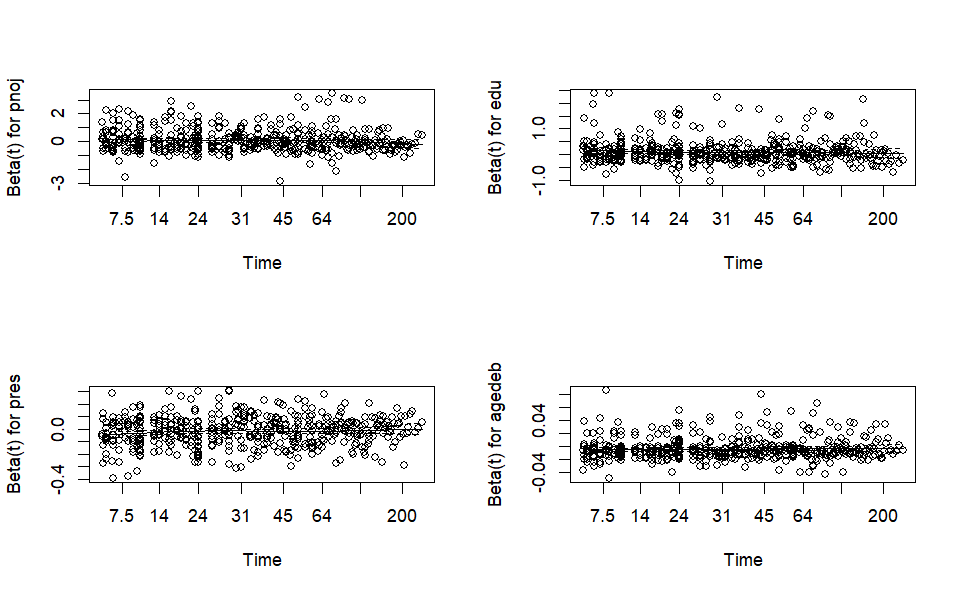 Beta(t) for pnoj
2
0
-3
7.5 14 24 31 45 64 200
Time
Beta(t) for edu
1.0
-1.0
7.5 14 24 31 45 64 200
Time
Beta(t) for pres
0.0
-0.4
7.5 14 24 31 45 64 200
Time
Beta(t) for agedeb
0.04
-0.04
7.5 14 24 31 45 64 200
Time